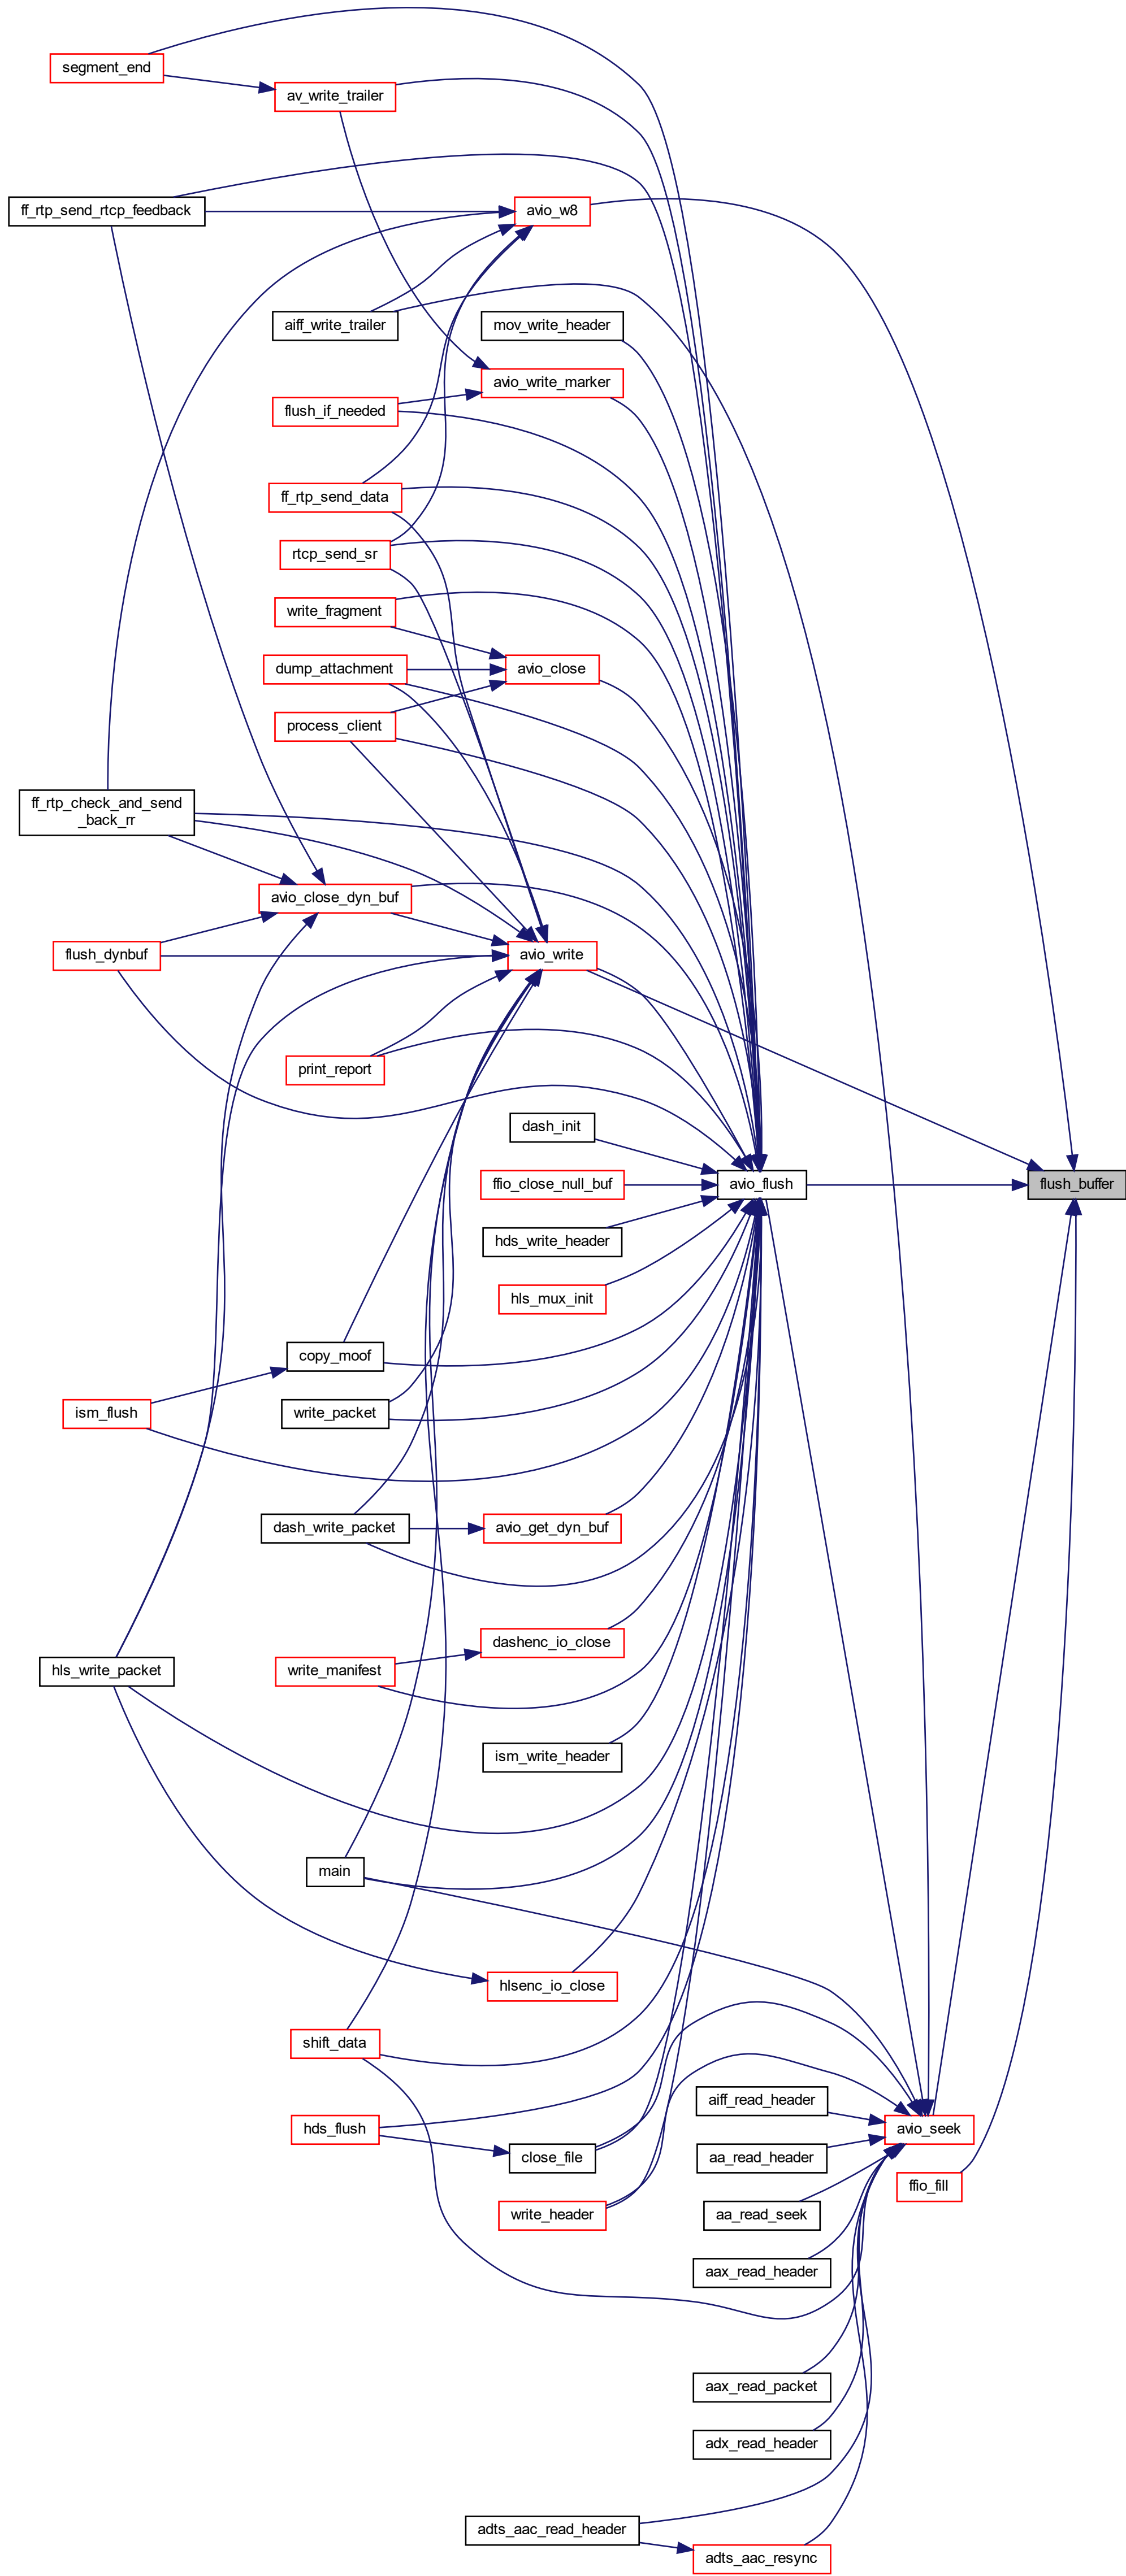 segment_end
av_write_trailer
ff_rtp_send_rtcp_feedback
avio_w8
aiff_write_trailer
mov_write_header
avio_write_marker
flush_if_needed
ff_rtp_send_data
rtcp_send_sr
write_fragment
dump_attachment
avio_close
process_client
ff_rtp_check_and_send
_back_rr
avio_close_dyn_buf
flush_dynbuf
avio_write
print_report
dash_init
avio_flush
flush_buffer
ffio_close_null_buf
hds_write_header
hls_mux_init
copy_moof
ism_flush
write_packet
dash_write_packet
avio_get_dyn_buf
dashenc_io_close
hls_write_packet
write_manifest
ism_write_header
main
hlsenc_io_close
shift_data
aiff_read_header
hds_flush
avio_seek
close_file
aa_read_header
ffio_fill
write_header
aa_read_seek
aax_read_header
aax_read_packet
adx_read_header
adts_aac_read_header
adts_aac_resync